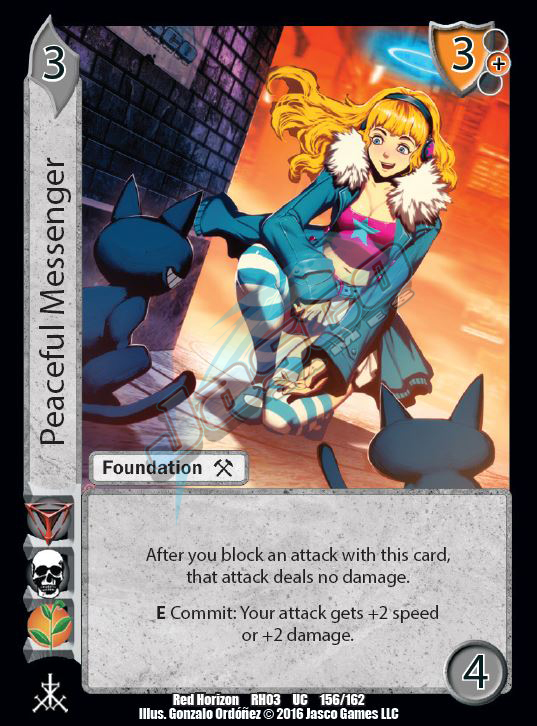 3
3
+
Peaceful Messenger
Foundation
After you block an attack with this card,
that attack deals no damage.
E Commit: Your attack gets +2 speed
or +2 damage.
4
Red Horizon RH03 UC 156/162
Illus. Gonzalo Ordóñez © 2016 Jasco Games LLC